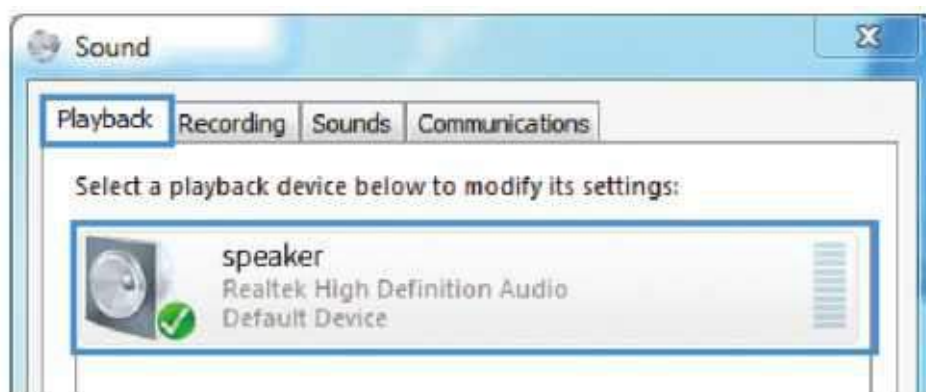 Sound
Playback Recording Sounds Communications
Select a playback device below to modify its settings:
speaker
Realtek High Definition Audio
Default Device